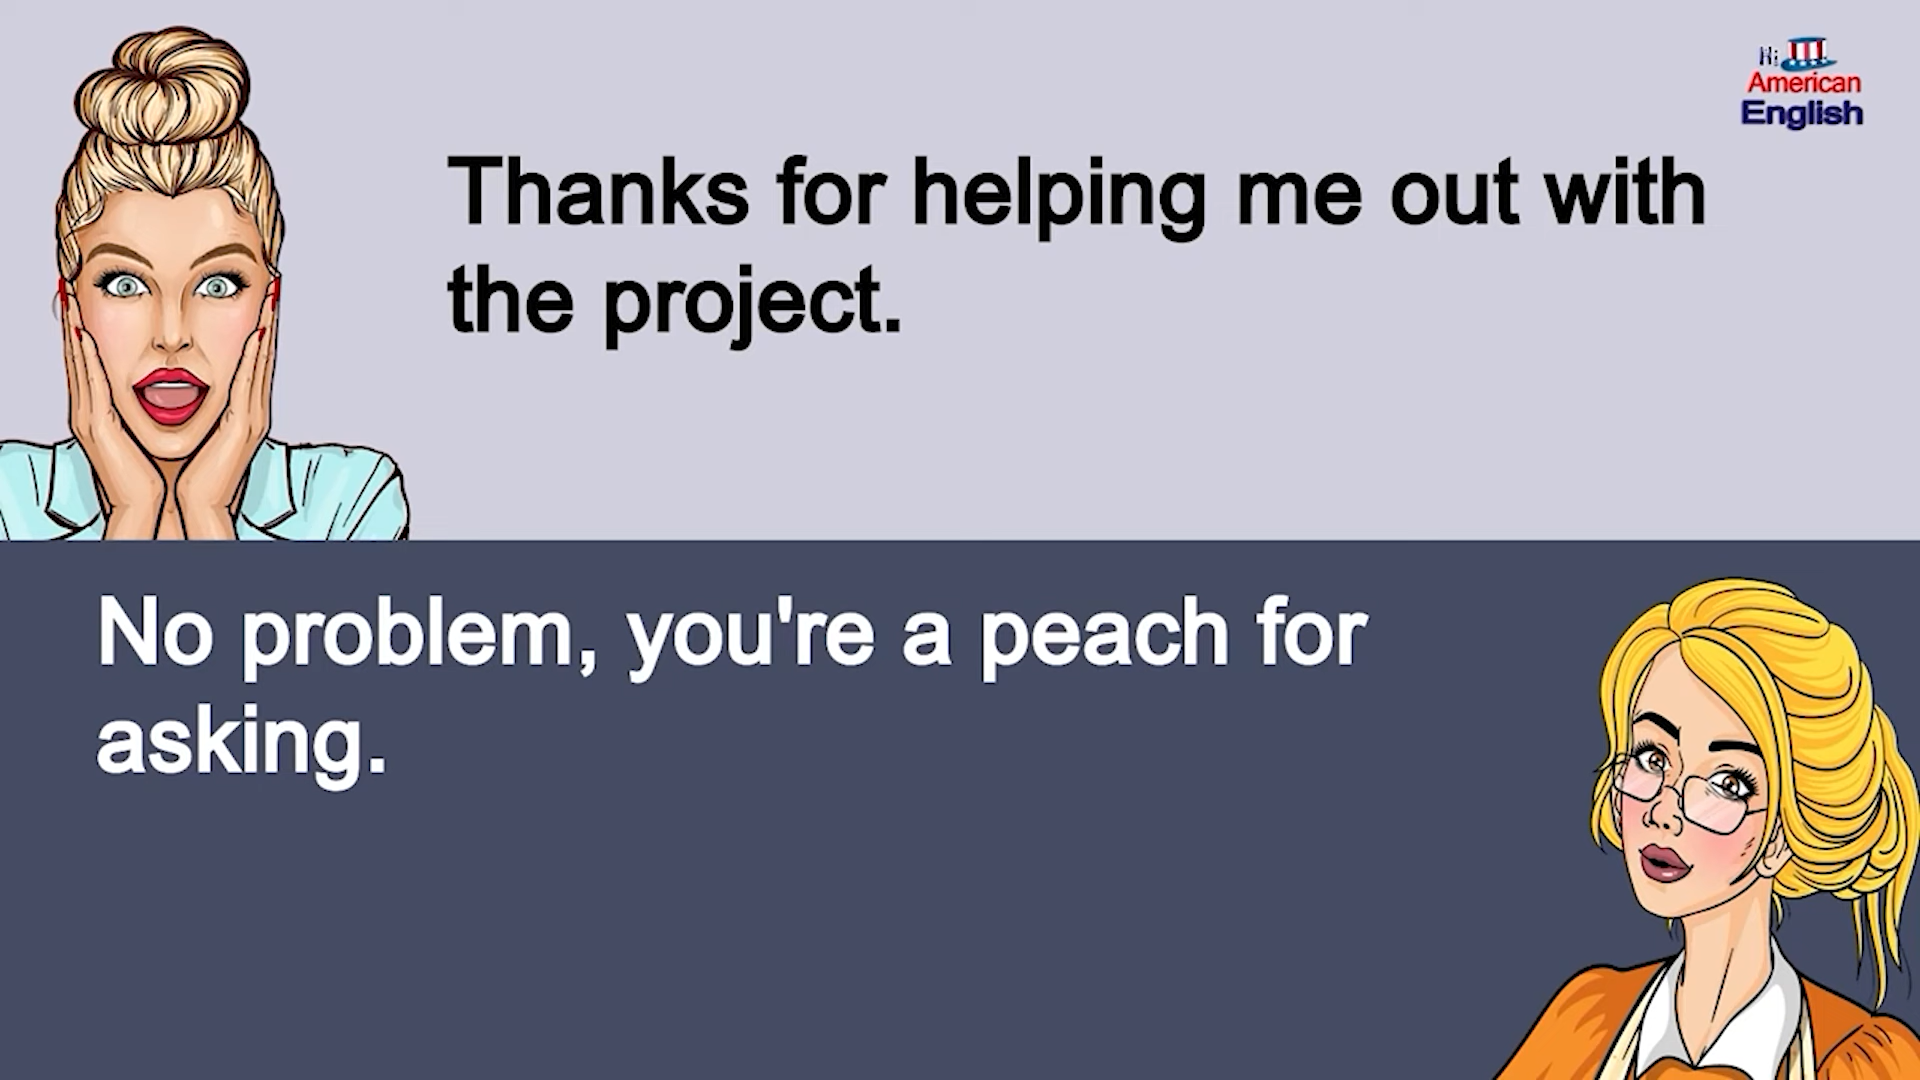 Hi
American
English
Thanks for helping me out with
the project.
No problem, you're a peach for
asking.